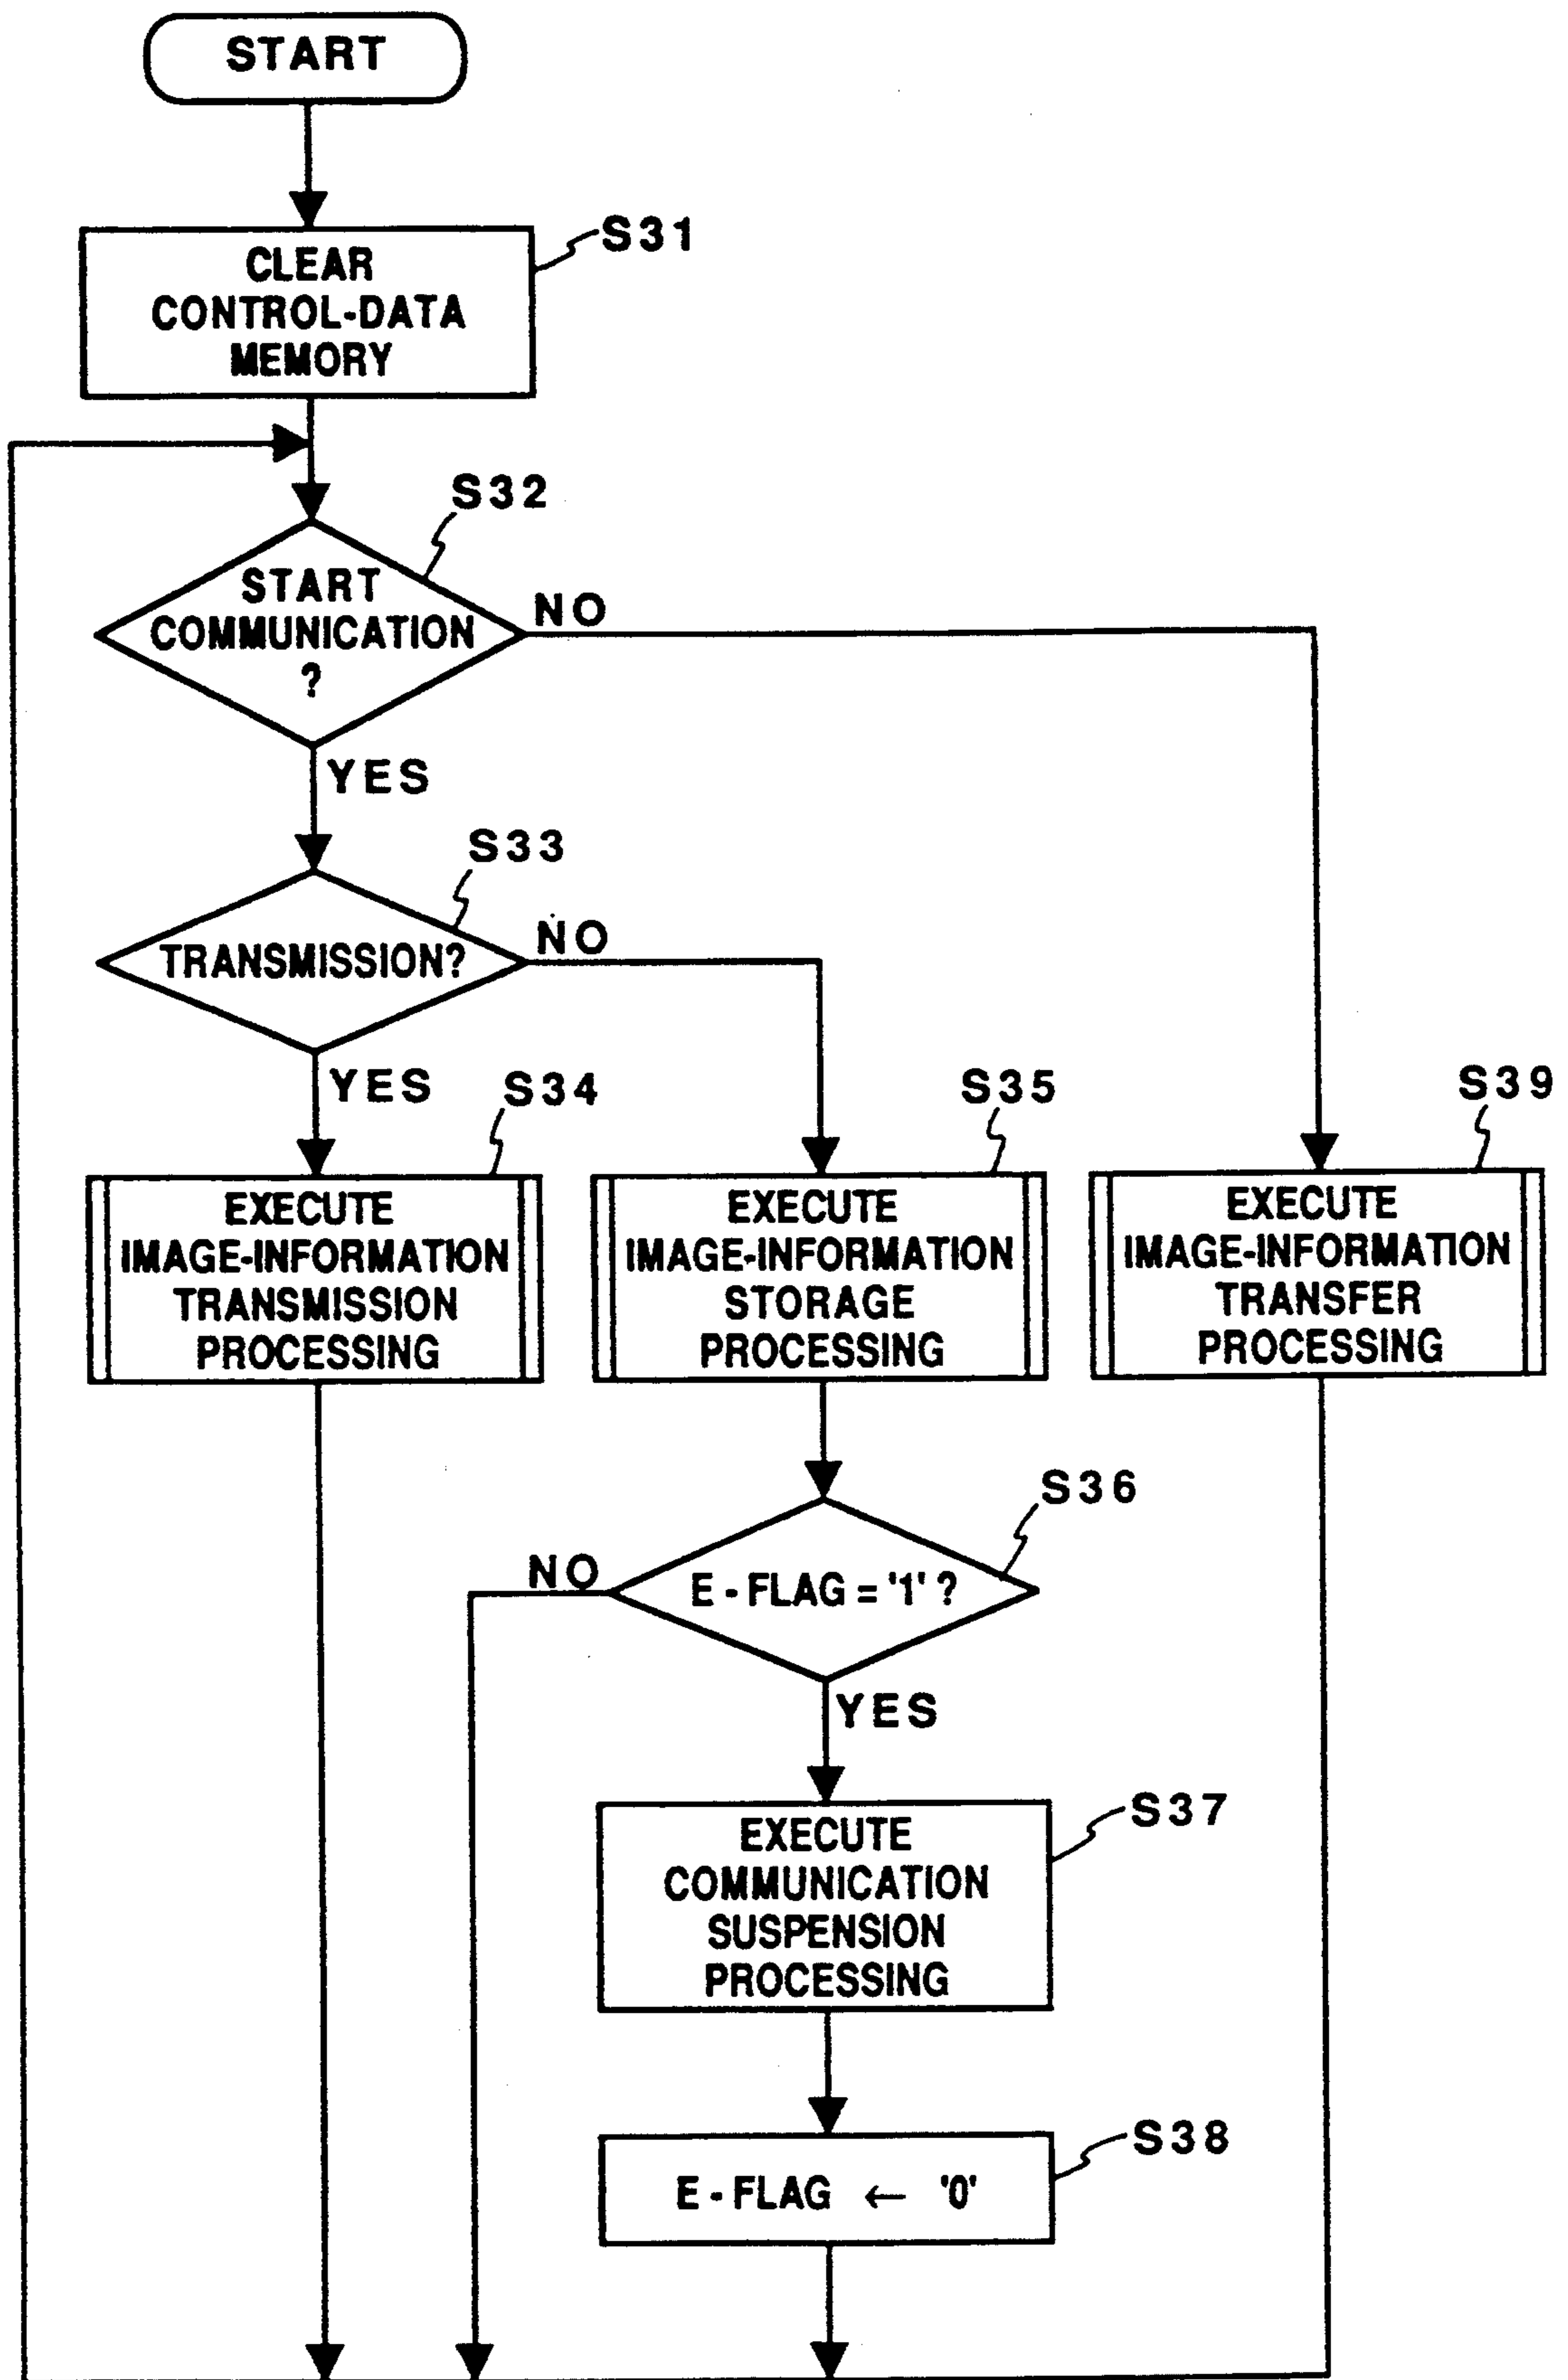 START
S31
CLEAR
CONTROL-DATA
MEMORY
S32
START
COMMUNICATION
?
NO
YES
S33
TRANSMISSION?
NO
YES
S34
EXECUTE
IMAGE-INFORMATION
TRANSMISSION
PROCESSING
S35
EXECUTE
IMAGE-INFORMATION
STORAGE
PROCESSING
S39
EXECUTE
IMAGE-INFORMATION
TRANSFER
PROCESSING
S36
E - FLAG = '1' ?
NO
YES
S37
EXECUTE
COMMUNICATION
SUSPENSION
PROCESSING
S38
E - FLAG ← '0'